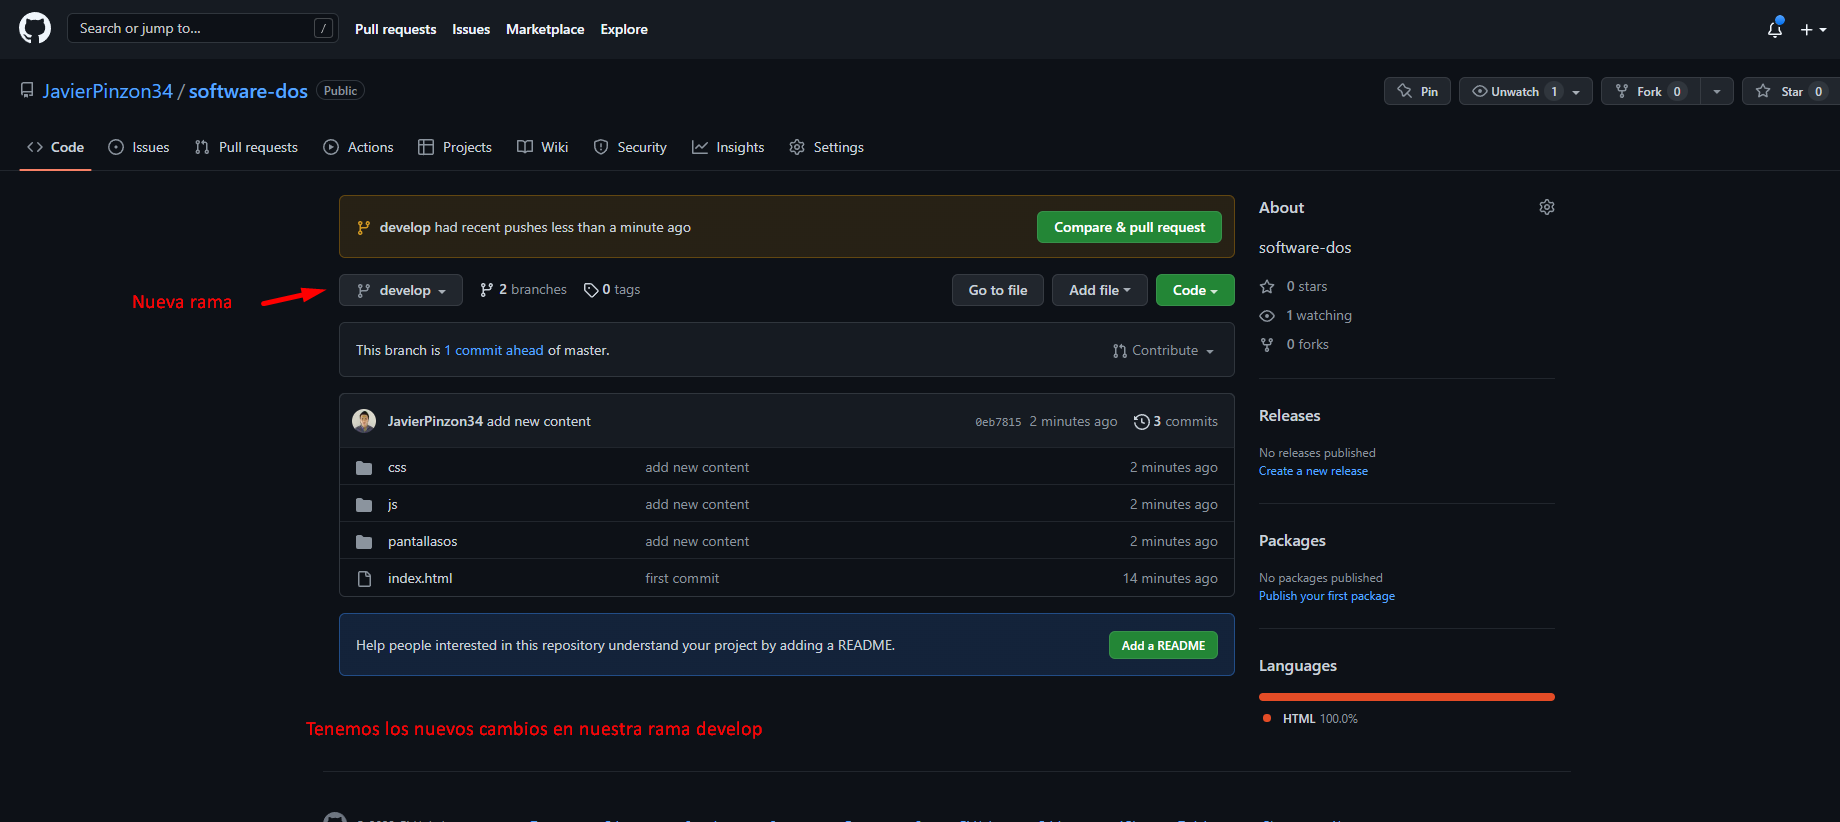 Search or jump to... /
Pull requests Issues Marketplace Explore
JavierPinzon34 / software-dos Public
Pin Unwatch 1 Fork 0 Star 0
Code Issues Pull requests Actions Projects Wiki Security Insights Settings
develop had recent pushes less than a minute ago Compare & pull request
Nueva rama
develop 2 branches 0 tags Go to file Add file Code
This branch is 1 commit ahead of master. Contribute
JavierPinzon34 add new content 0eb7815 2 minutes ago 3 commits
css add new content 2 minutes ago
js add new content 2 minutes ago
pantallasos add new content 2 minutes ago
index.html first commit 14 minutes ago
Help people interested in this repository understand your project by adding a README. Add a README
Tenemos los nuevos cambios en nuestra rama develop
About
software-dos
0 stars
1 watching
0 forks
Releases
No releases published
Create a new release
Packages
No packages published
Publish your first package
Languages
HTML 100.0%